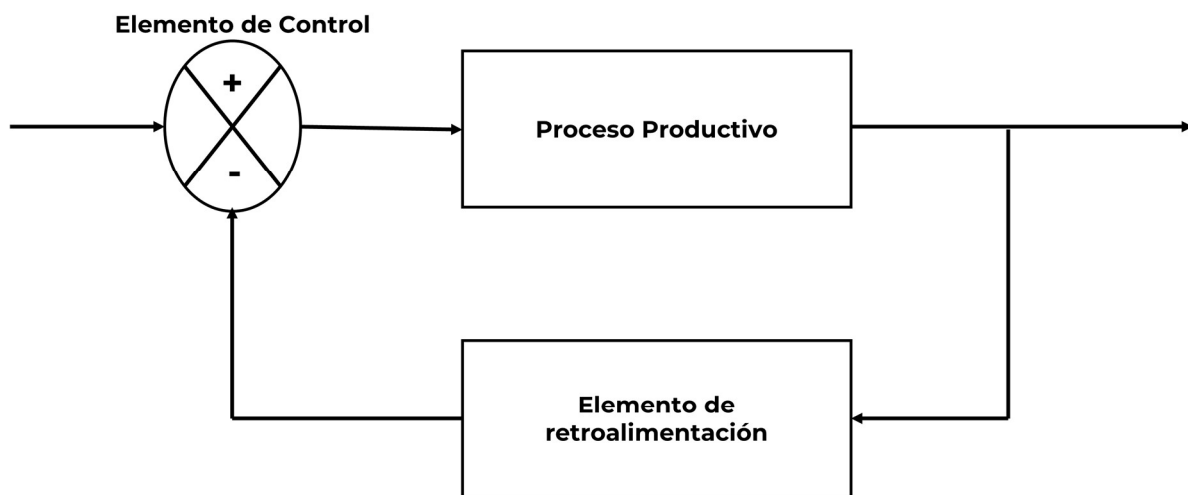 Elemento de Control
+
-
Proceso Productivo
Elemento de
retroalimentación